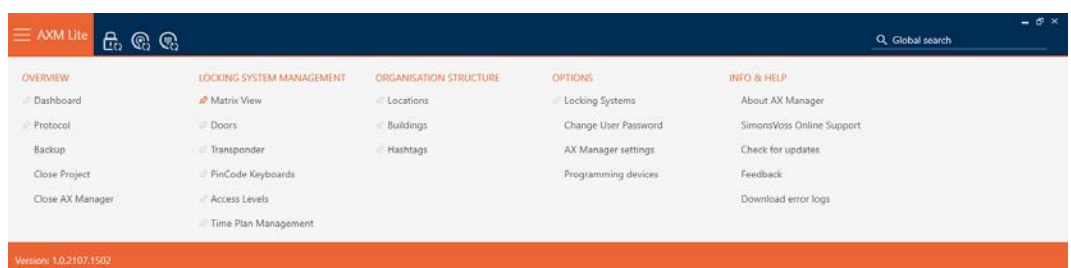 AXM Lite
Global search
OVERVIEW
Dashboard
Protocol
Backup
Close Project
Close AX Manager
LOCKING SYSTEM MANAGEMENT
Matrix View
Doors
Transponder
PinCode Keyboards
Access Levels
Time Plan Management
ORGANISATION STRUCTURE
Locations
Buildings
Hashtags
OPTIONS
Locking Systems
Change User Password
AX Manager settings
Programming devices
INFO & HELP
About AX Manager
SimonsVoss Online Support
Check for updates
Feedback
Download error logs
Version: 1.0.2107.1502